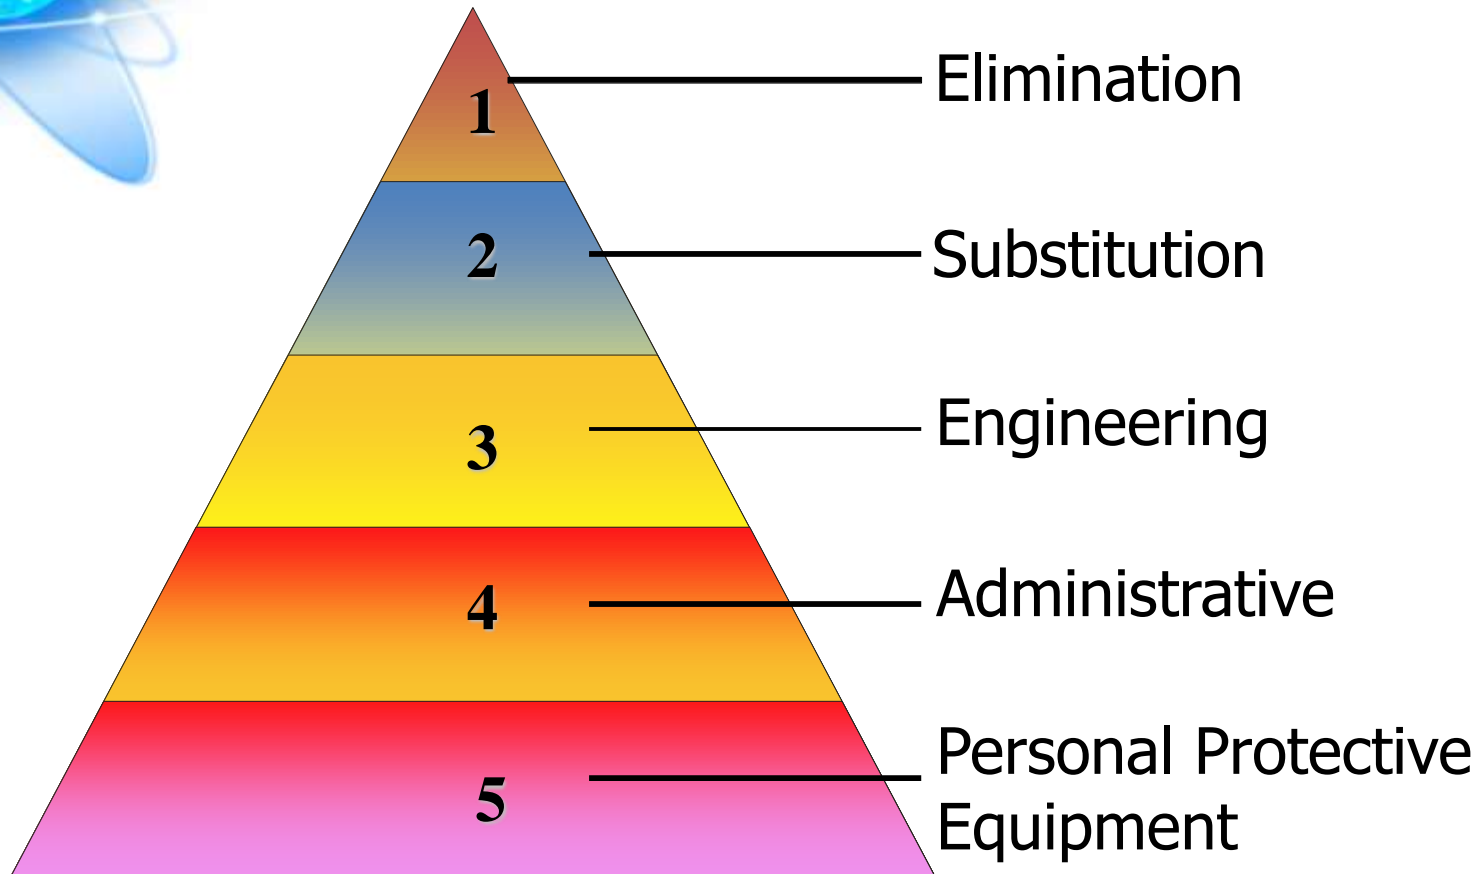 1 Elimination
2 Substitution
3 Engineering
4 Administrative
5 Personal Protective
Equipment